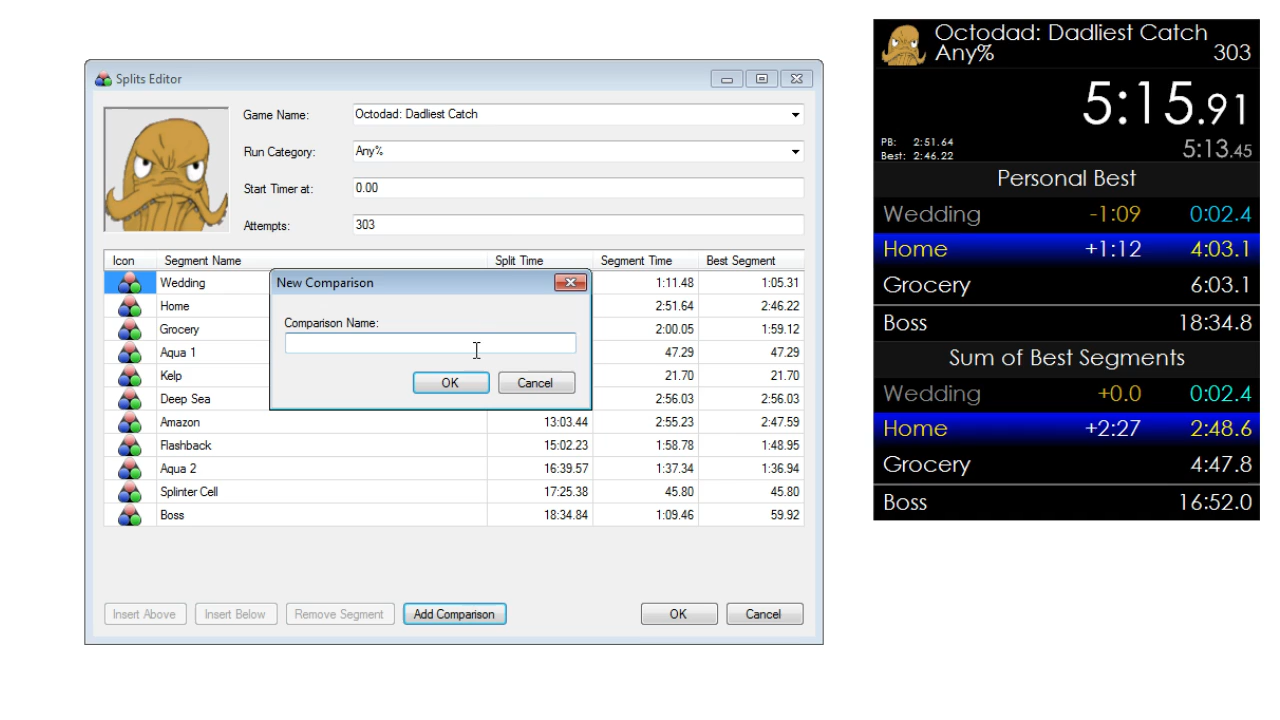 Splits Editor
Game Name: Octodad: Dadliest Catch
Run Category: Any%
Start Timer at: 0.00
Attempts: 303
Icon Segment Name Split Time Segment Time Best Segment
Wedding 1:11.48 1:05.31
Home 2:51.64 2:46.22
Grocery 2:00.05 1:59.12
Aqua 1 47.29 47.29
Kelp 21.70 21.70
Deep Sea 2:56.03 2:56.03
Amazon 13:03.44 2:55.23 2:47.59
Flashback 15:02.23 1:58.78 1:48.95
Aqua 2 16:39.57 1:37.34 1:36.94
Splinter Cell 17:25.38 45.80 45.80
Boss 18:34.84 1:09.46 59.92
New Comparison
Comparison Name:
OK Cancel
Insert Above Insert Below Remove Segment Add Comparison OK Cancel
Octodad: Dadliest Catch
Any% 303
5:15.91
PB: 2:51.64
Best: 2:46.22
5:13.45
Personal Best
Wedding -1:09 0:02.4
Home +1:12 4:03.1
Grocery 6:03.1
Boss 18:34.8
Sum of Best Segments
Wedding +0.0 0:02.4
Home +2:27 2:48.6
Grocery 4:47.8
Boss 16:52.0